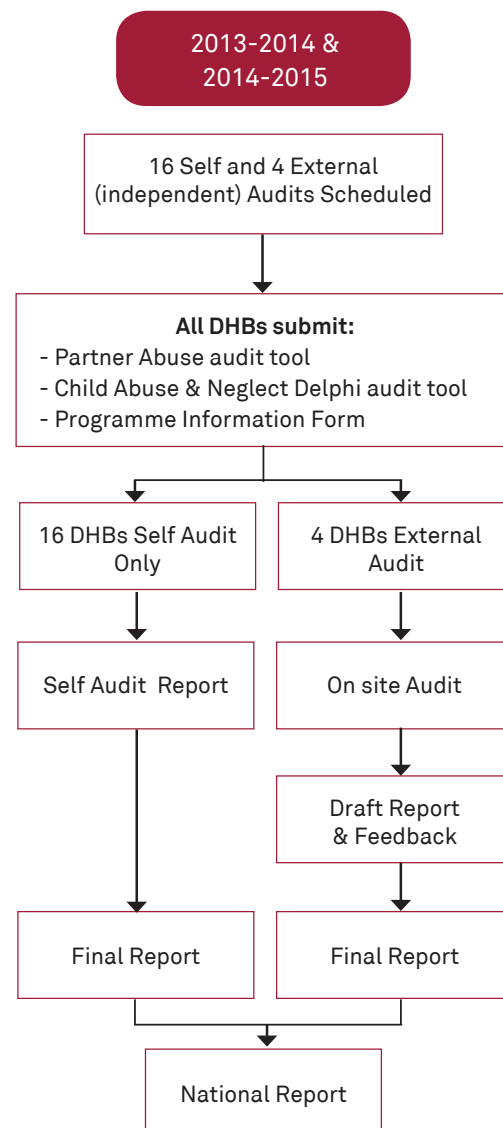 2013-2014 &
2014-2015
16 Self and 4 External
(independent) Audits Scheduled
All DHBs submit:
- Partner Abuse audit tool
- Child Abuse & Neglect Delphi audit tool
- Programme Information Form
16 DHBs Self Audit
Only
4 DHBs External
Audit
Self Audit Report
On site Audit
Draft Report
& Feedback
Final Report
Final Report
National Report